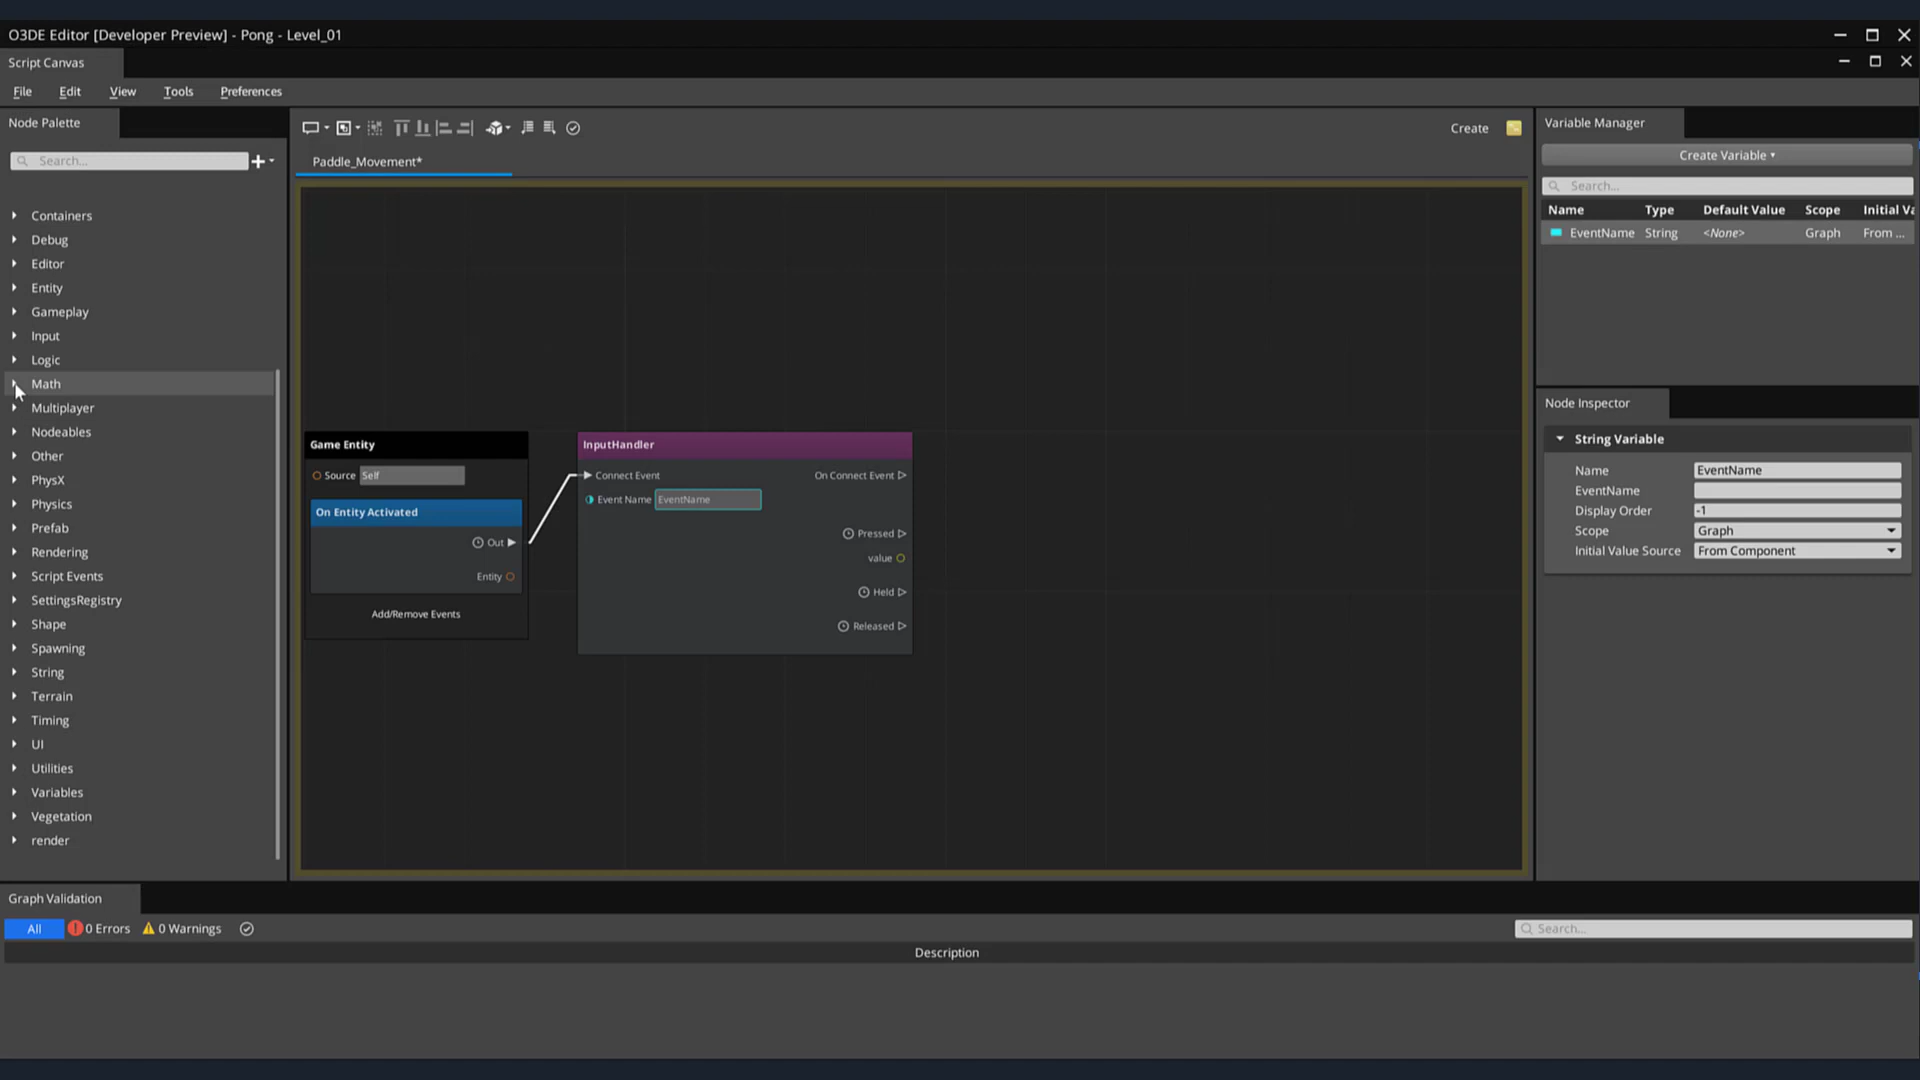 O3DE Editor [Developer Preview] - Pong - Level_01
Script Canvas
File Edit View Tools Preferences
Node Palette
Search...
Containers
Debug
Editor
Entity
Gameplay
Input
Logic
Math
Multiplayer
Nodeables
Other
PhysX
Physics
Prefab
Rendering
Script Events
SettingsRegistry
Shape
Spawning
String
Terrain
Timing
UI
Utilities
Variables
Vegetation
render
Create
Paddle_Movement*
Game Entity
Source Self
On Entity Activated
Out
Entity
Add/Remove Events
InputHandler
Connect Event On Connect Event
Event Name EventName
Pressed
value
Held
Released
Variable Manager
Create Variable
Search...
Name Type Default Value Scope Initial Va
EventName String <None> Graph From ...
Node Inspector
String Variable
Name EventName
EventName
Display Order -1
Scope Graph
Initial Value Source From Component
Graph Validation
All 0 Errors 0 Warnings
Search...
Description